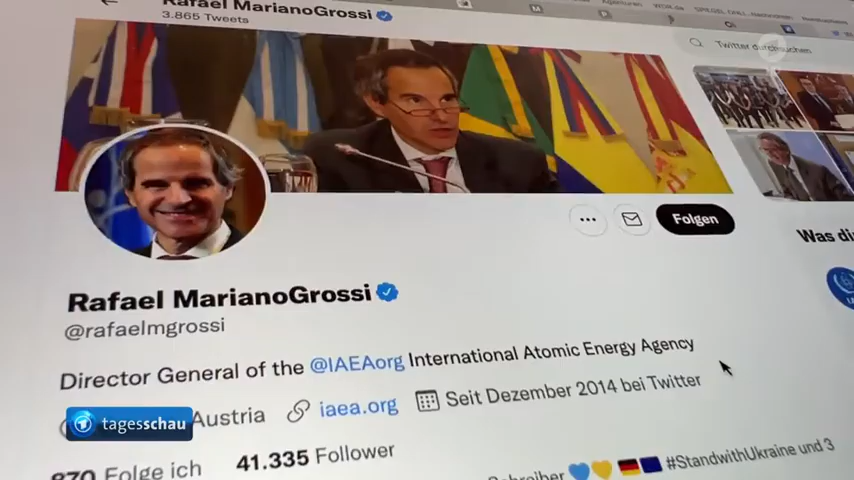 Rafael MarianoGrossi
3.865 Tweets
Twitter durchsuchen
Folgen
Was di
Rafael MarianoGrossi
@rafaelmgrossi
Director General of the @IAEAorg International Atomic Energy Agency
Austria iaea.org Seit Dezember 2014 bei Twitter
tagesschau
870 Folge ich 41.335 Follower
Schreiber #StandwithUkraine und 3